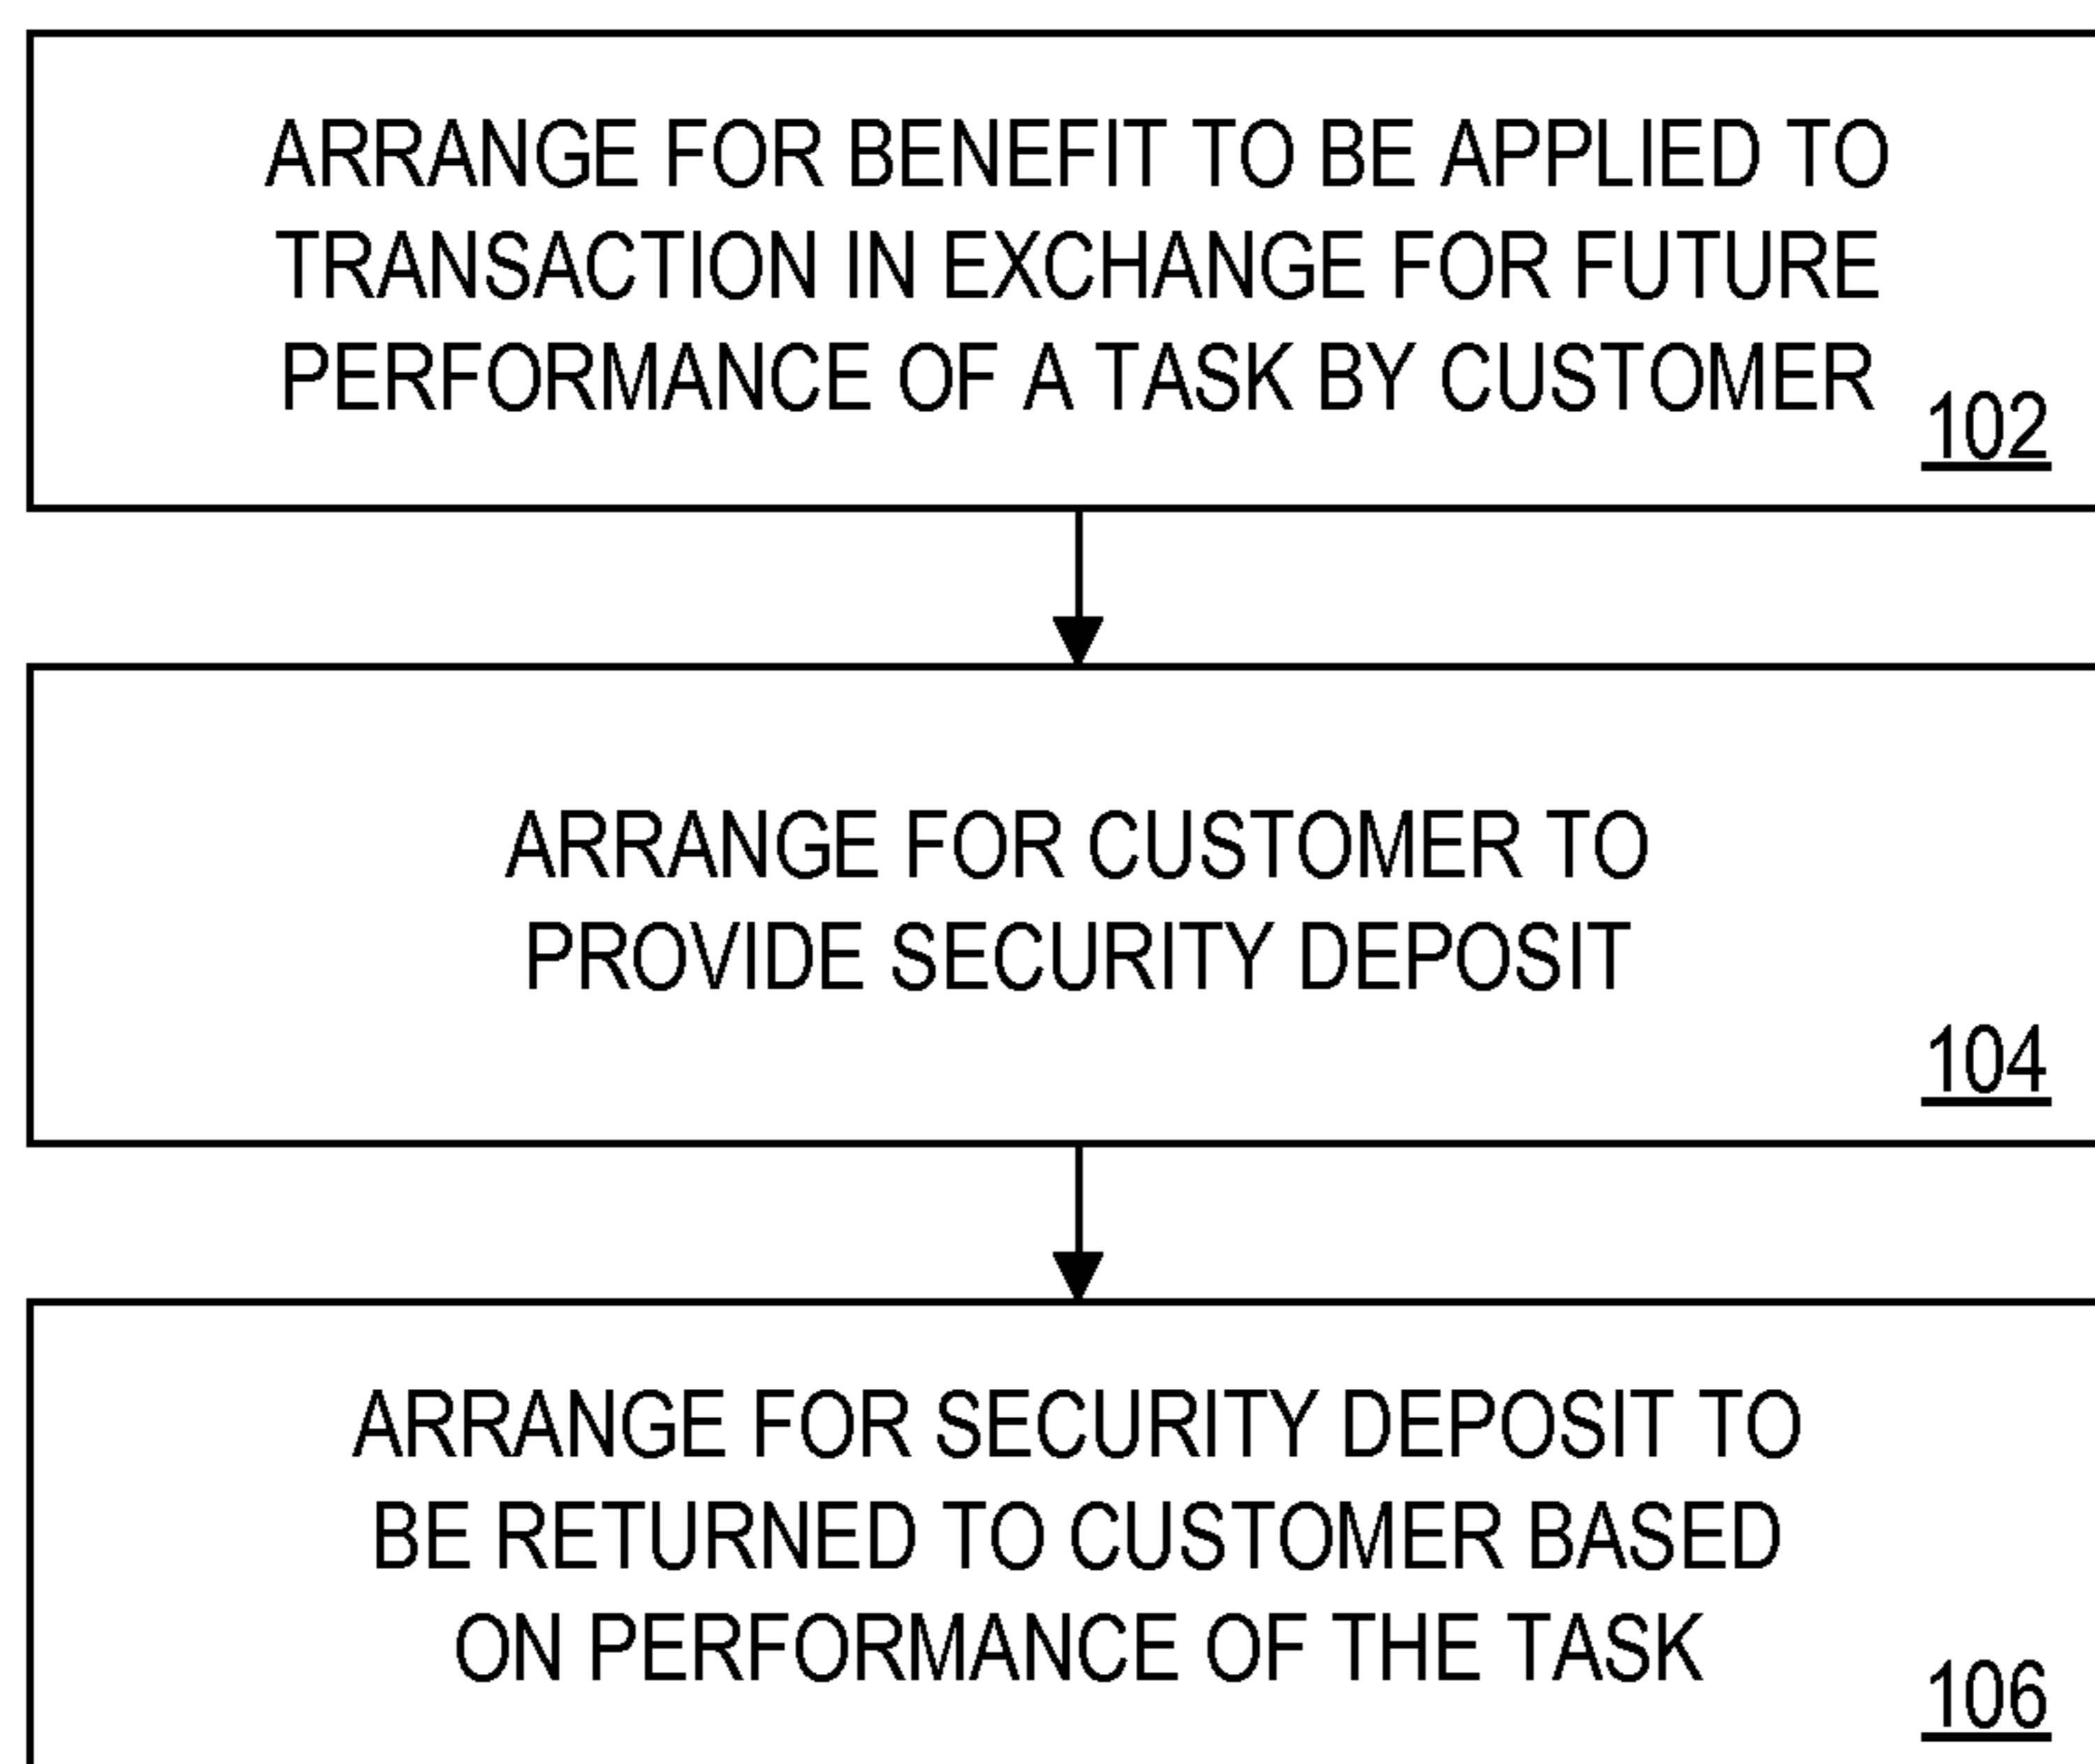 ARRANGE FOR BENEFIT TO BE APPLIED TO
TRANSACTION IN EXCHANGE FOR FUTURE
PERFORMANCE OF A TASK BY CUSTOMER
102
ARRANGE FOR CUSTOMER TO
PROVIDE SECURITY DEPOSIT
104
ARRANGE FOR SECURITY DEPOSIT TO
BE RETURNED TO CUSTOMER BASED
ON PERFORMANCE OF THE TASK
106